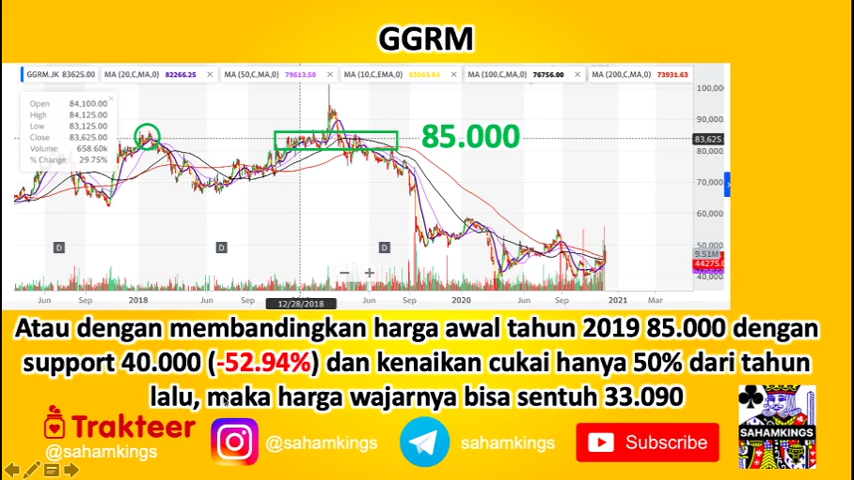 GGRM
GGRM.JK 83625.00 MA (20,C,MA,0) 82266.25 × MA (50,C,MA,0) 79613.50 × MA (10,C,EMA,0) 83063.04 × MA (100,C,MA,0) 76756.00 × MA (200,C,MA,0) 73931.63
Open 84,100.00
High 84,125.00
Low 83,125.00
Close 83,625.00
Volume 658.60k
% Change 29.75%
85.000
100,00
90,000
83,625
80,000
70,000
60,000
50,000
9.51M
44275.0
40,000
D D D
Jun Sep 2018 Jun Sep 12/28/2018 Jun Sep 2020 Jun Sep 2021 Mar
Atau dengan membandingkan harga awal tahun 2019 85.000 dengan
support 40.000 (-52.94%) dan kenaikan cukai hanya 50% dari tahun
lalu, maka harga wajarnya bisa sentuh 33.090
Trakteer
@sahamkings
@sahamkings
sahamkings
Subscribe
SAHAMKINGS